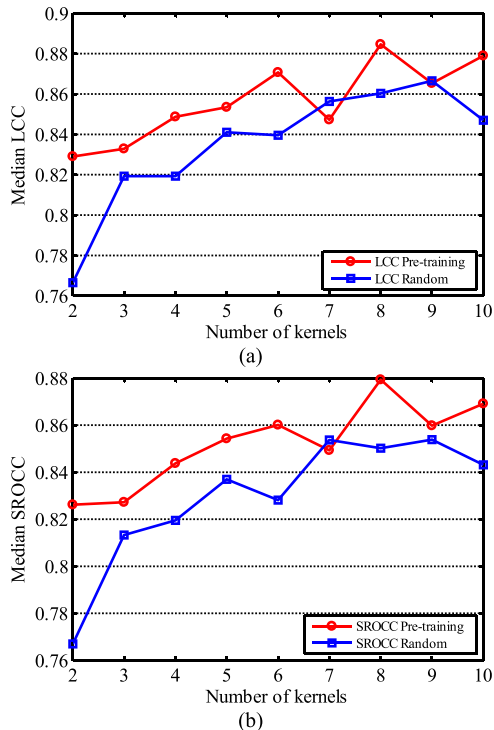 0.9
0.88
0.86
0.84
0.82
0.8
0.78
0.76
Median LCC
LCC Pre-training
LCC Random
2 3 4 5 6 7 8 9 10
Number of kernels
(a)
0.88
0.86
0.84
0.82
0.8
0.78
0.76
Median SROCC
SROCC Pre-training
SROCC Random
2 3 4 5 6 7 8 9 10
Number of kernels
(b)